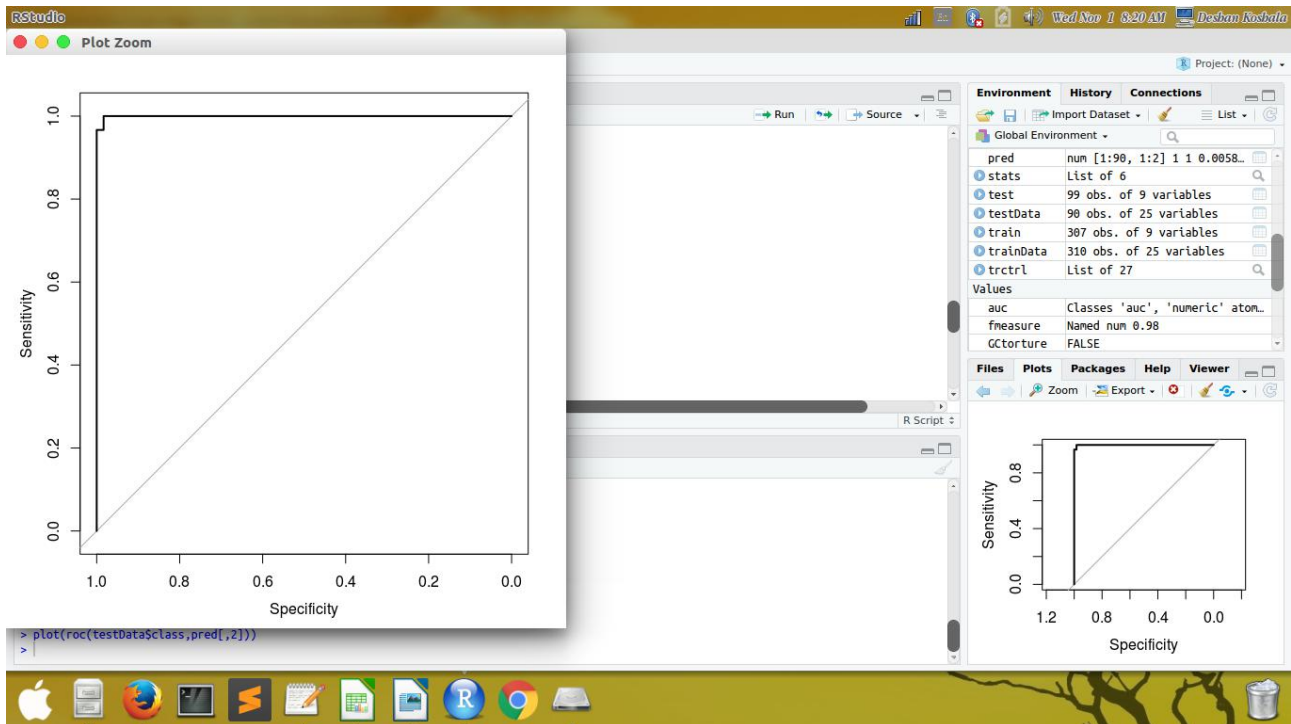 RStudio
En
Wed Nov 1 8:20 AM
Deshan Koshala
Plot Zoom
1.0
0.8
0.6
0.4
0.2
0.0
Sensitivity
1.0 0.8 0.6 0.4 0.2 0.0
Specificity
> plot(roc(testData$class,pred[,2]))
>
Run Source
R Script
Project: (None)
Environment History Connections
Import Dataset List
Global Environment
pred num [1:90, 1:2] 1 1 0.0058…
stats List of 6
test 99 obs. of 9 variables
testData 90 obs. of 25 variables
train 307 obs. of 9 variables
trainData 310 obs. of 25 variables
trctrl List of 27
Values
auc Classes 'auc', 'numeric' atom…
fmeasure Named num 0.98
GCtorture FALSE
Files Plots Packages Help Viewer
Zoom Export
0.8
0.4
0.0
Sensitivity
1.2 0.8 0.4 0.0
Specificity
R